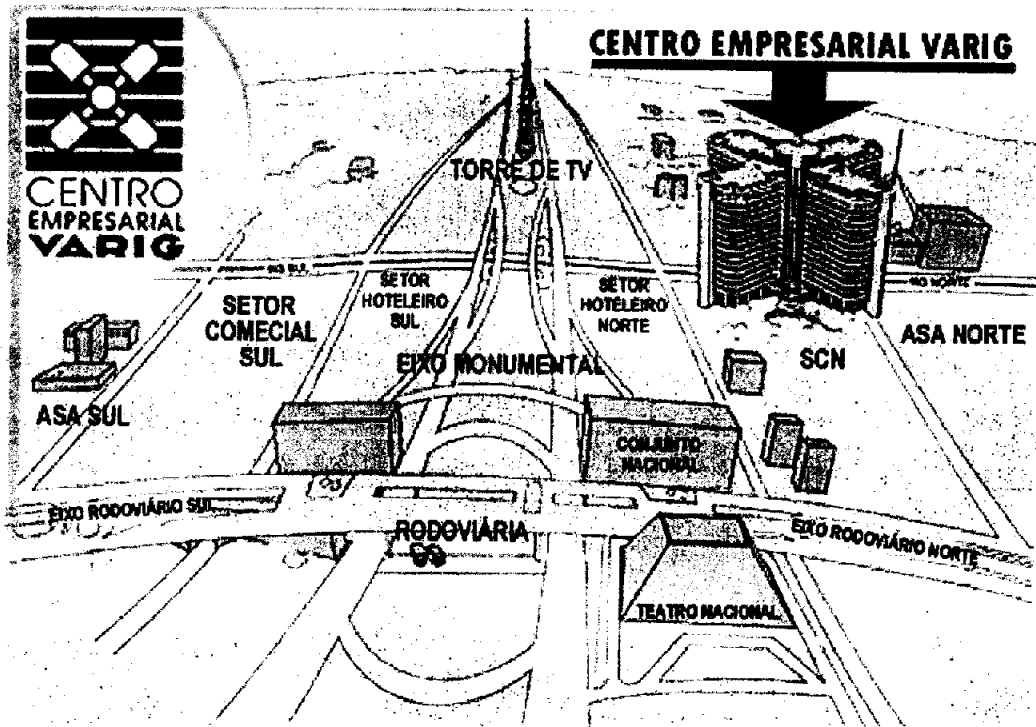 CENTRO EMPRESARIAL VARIG
CENTRO
EMPRESARIAL
VARIG
TORRE DE TV
SETOR
COMECIAL
SUL
SETOR
HOTELEIRO
SUL
SETOR
HOTELEIRO
NORTE
ASA NORTE
SCN
EIXO MONUMENTAL
ASA SUL
CONJUNTO
NACIONAL
EIXO RODOVIÁRIO SUL
RODOVIÁRIA
EIXO RODOVIÁRIO NORTE
TEATRO NACIONAL